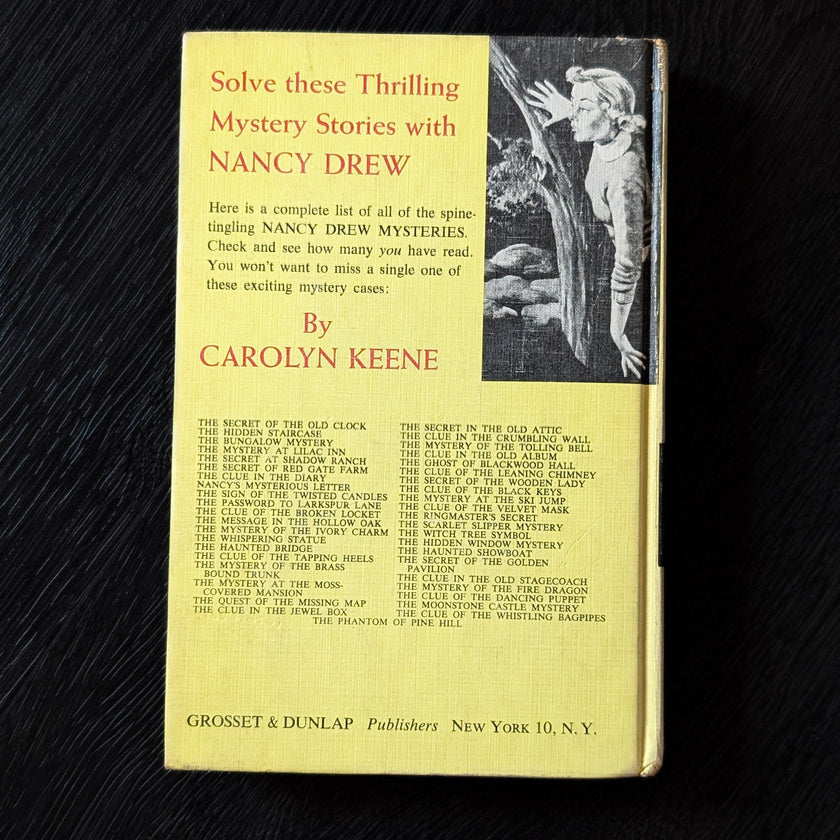 Solve these Thrilling
Mystery Stories with
NANCY DREW
Here is a complete list of all of the spine-
tingling NANCY DREW MYSTERIES.
Check and see how many you have read.
You won't want to miss a single one of
these exciting mystery cases:
By
CAROLYN KEENE
THE SECRET OF THE OLD CLOCK
THE HIDDEN STAIRCASE
THE BUNGALOW MYSTERY
THE MYSTERY AT LILAC INN
THE SECRET AT SHADOW RANCH
THE SECRET OF RED GATE FARM
THE CLUE IN THE DIARY
NANCY'S MYSTERIOUS LETTER
THE SIGN OF THE TWISTED CANDLES
THE PASSWORD TO LARKSPUR LANE
THE CLUE OF THE BROKEN LOCKET
THE MESSAGE IN THE HOLLOW OAK
THE MYSTERY OF THE IVORY CHARM
THE WHISPERING STATUE
THE HAUNTED BRIDGE
THE CLUE OF THE TAPPING HEELS
THE MYSTERY OF THE BRASS
BOUND TRUNK
THE MYSTERY AT THE MOSS-
COVERED MANSION
THE QUEST OF THE MISSING MAP
THE CLUE IN THE JEWEL BOX
THE SECRET IN THE OLD ATTIC
THE CLUE IN THE CRUMBLING WALL
THE MYSTERY OF THE TOLLING BELL
THE CLUE IN THE OLD ALBUM
THE GHOST OF BLACKWOOD HALL
THE CLUE OF THE LEANING CHIMNEY
THE SECRET OF THE WOODEN LADY
THE CLUE OF THE BLACK KEYS
THE MYSTERY AT THE SKI JUMP
THE CLUE OF THE VELVET MASK
THE RINGMASTER'S SECRET
THE SCARLET SLIPPER MYSTERY
THE WITCH TREE SYMBOL
THE HIDDEN WINDOW MYSTERY
THE HAUNTED SHOWBOAT
THE SECRET OF THE GOLDEN
PAVILION
THE CLUE IN THE OLD STAGECOACH
THE MYSTERY OF THE FIRE DRAGON
THE CLUE OF THE DANCING PUPPET
THE MOONSTONE CASTLE MYSTERY
THE CLUE OF THE WHISTLING BAGPIPES
THE PHANTOM OF PINE HILL
GROSSET & DUNLAP Publishers NEW YORK 10, N. Y.